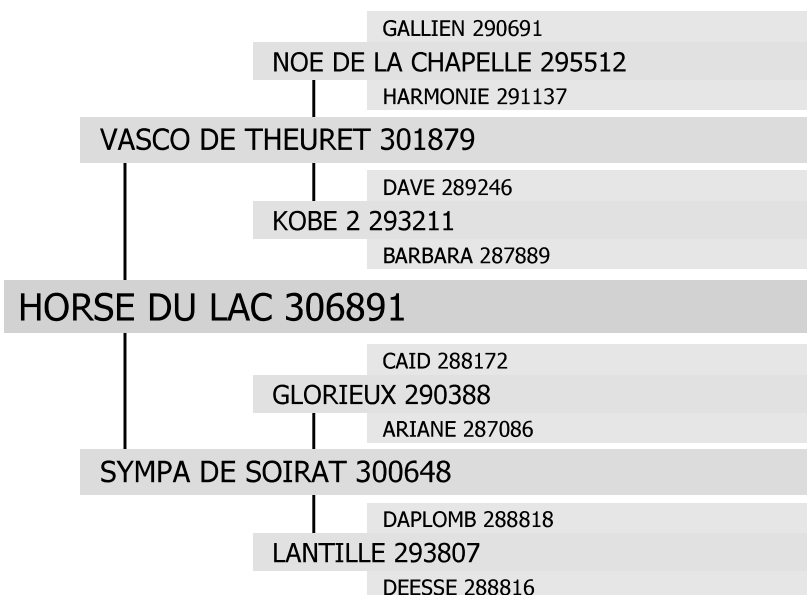 GALLIEN 290691
NOE DE LA CHAPELLE 295512
HARMONIE 291137
VASCO DE THEURET 301879
DAVE 289246
KOBE 2 293211
BARBARA 287889
HORSE DU LAC 306891
CAID 288172
GLORIEUX 290388
ARIANE 287086
SYMPA DE SOIRAT 300648
DAPLOMB 288818
LANTILLE 293807
DEESSE 288816